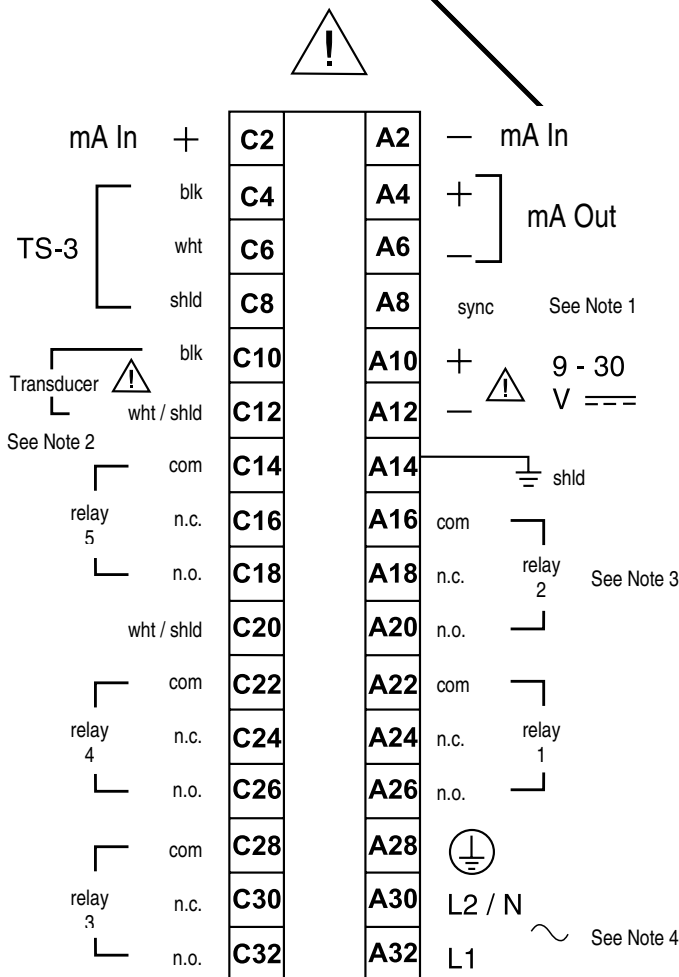 !
mA In + C2 A2 — mA In
blk C4 A4 +
mA Out
TS-3 wht C6 A6 —
shld C8 A8 sync See Note 1
blk C10 A10 + 9 - 30
Transducer ! ! V
wht / shld C12 A12 —
See Note 2
com C14 A14 shld
relay n.c. C16 A16 com
5
n.o. C18 A18 n.c. relay See Note 3
2
wht / shld C20 A20 n.o.
com C22 A22 com
relay n.c. C24 A24 n.c. relay
4 1
n.o. C26 A26 n.o.
com C28 A28
relay n.c. C30 A30 L2 / N
3 See Note 4
n.o. C32 A32 L1